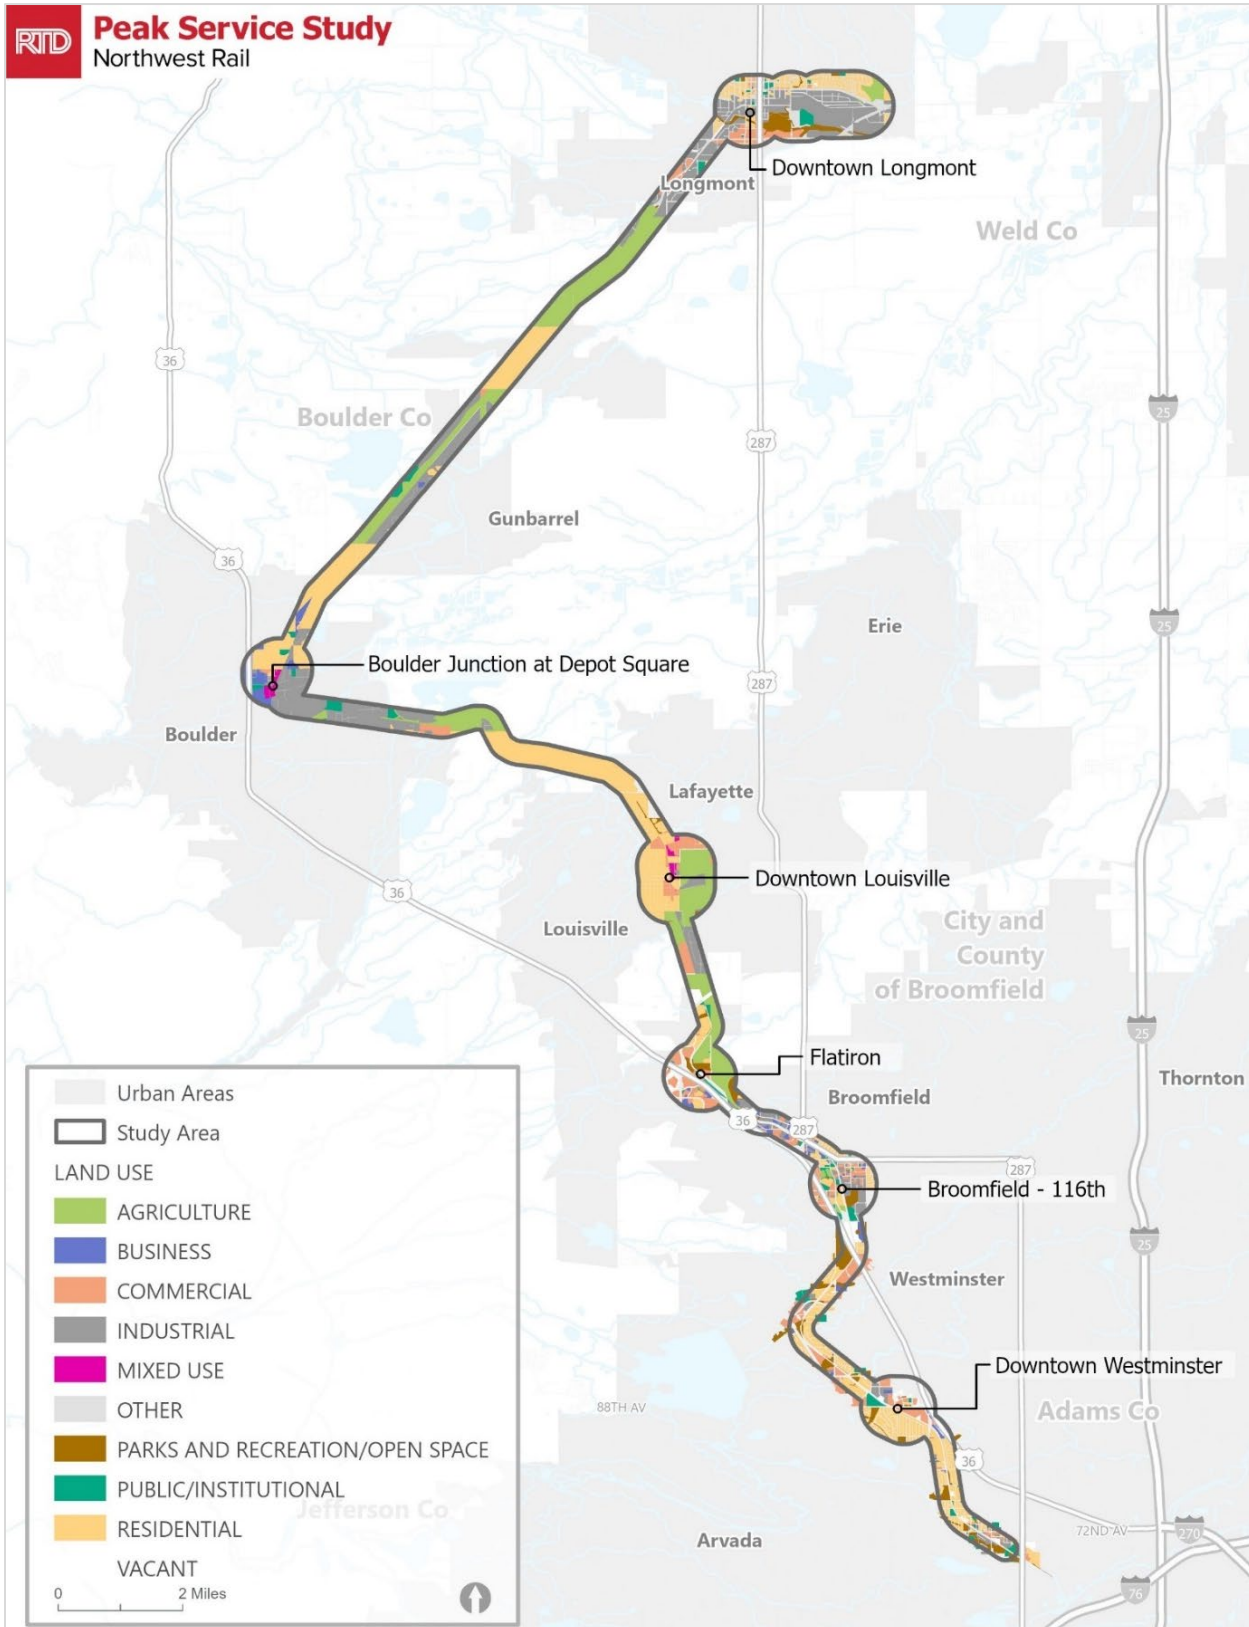 RTD
Peak Service Study
Northwest Rail
Downtown Longmont
Longmont
Weld Co
36
Boulder Co
25
287
Gunbarrel
36
Erie
25
Boulder Junction at Depot Square
287
Boulder
Lafayette
Downtown Louisville
36
Louisville
City and
County
of Broomfield
25
Flatiron
Thornton
Broomfield
36
287
287
Broomfield - 116th
25
Westminster
Downtown Westminster
88TH AV
Adams Co
36
Jefferson Co
72ND AV
270
Arvada
76
Urban Areas
Study Area
LAND USE
AGRICULTURE
BUSINESS
COMMERCIAL
INDUSTRIAL
MIXED USE
OTHER
PARKS AND RECREATION/OPEN SPACE
PUBLIC/INSTITUTIONAL
RESIDENTIAL
VACANT
0 2 Miles